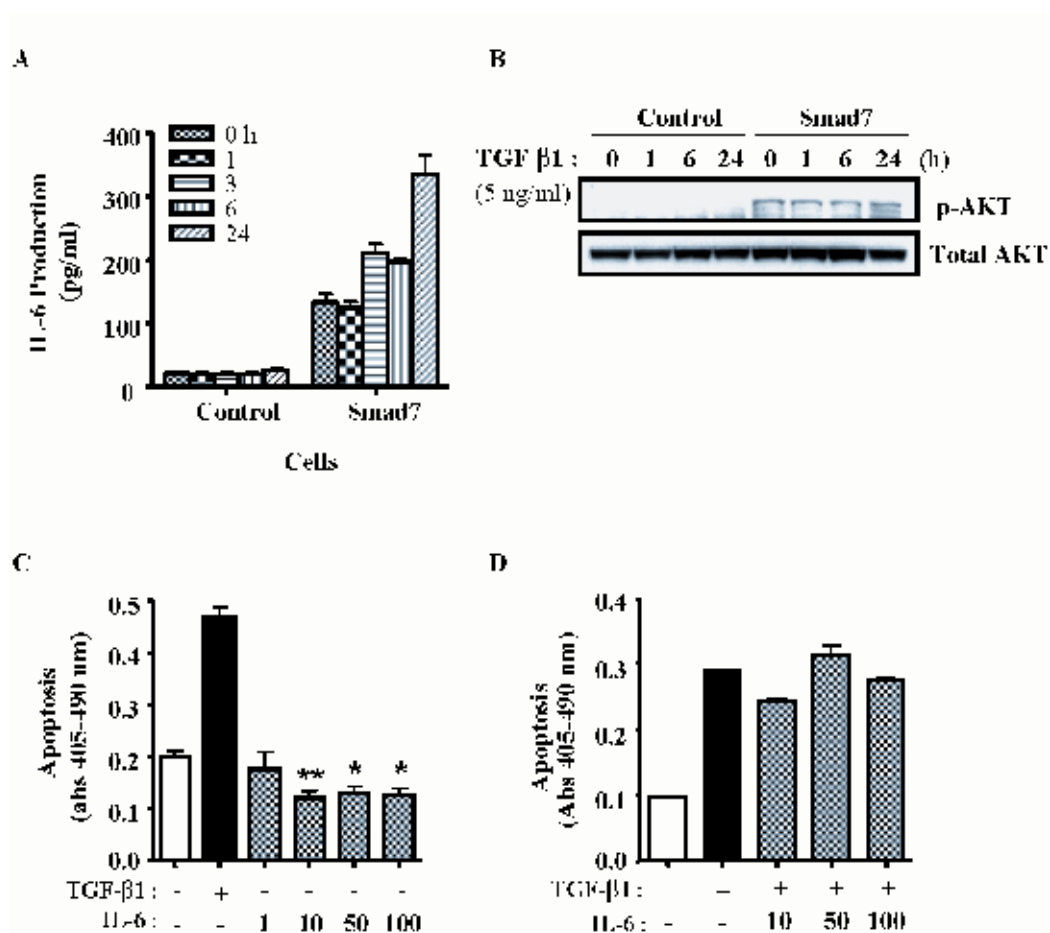 A
IL-6 Production
(pg/ml)
400
300
200
100
0
0 h
1
3
6
24
Control Smad7
Cells
B
Control Smad7
TGF β1 : 0 1 6 24 0 1 6 24 (h)
(5 ng/ml)
p-AKT
Total AKT
C
Apoptosis
(abs 405-490 nm)
0.5
0.4
0.3
0.2
0.1
0.0
** * *
TGF-β1 : - + - - - -
IL-6 : - - 1 10 50 100
D
Apoptosis
(Abs 405-490 nm)
0.4
0.3
0.2
0.1
0.0
TGF-β1 : - – + + +
IL-6 : - - 10 50 100